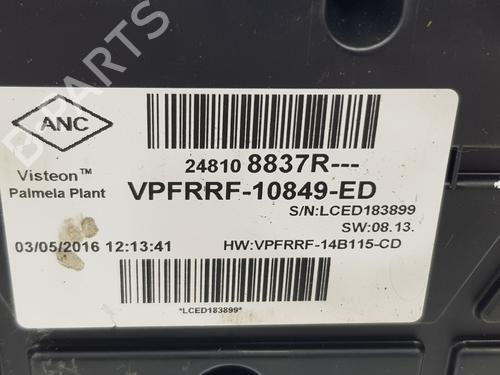 B-PARTS
ANC
24810 8837R---
Visteon™
Palmela Plant
VPFRRF-10849-ED
S/N:LCED183899
SW:08.13.
03/05/2016 12:13:41
HW:VPFRRF-14B115-CD
*LCED183899*